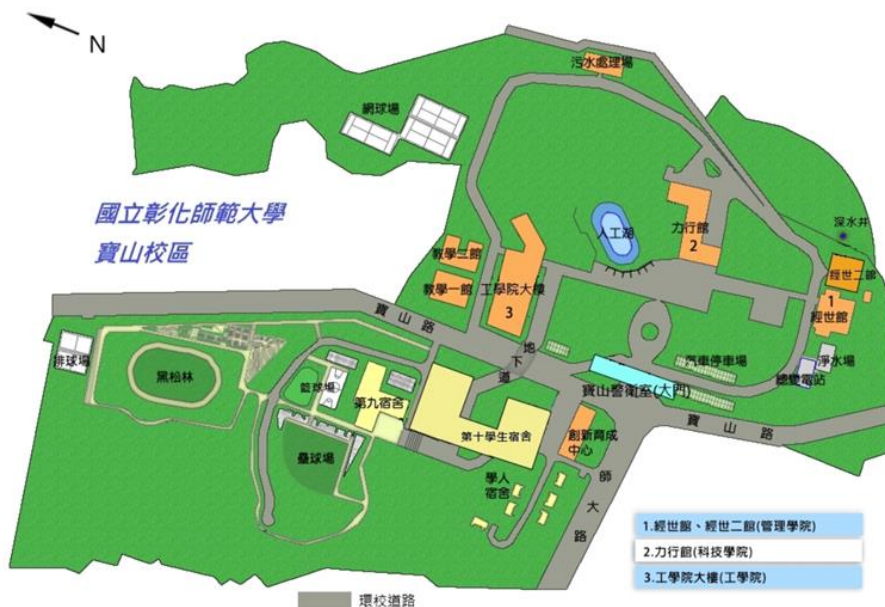 N
污水處理場
網球場
國立彰化師範大學
寶山校區
深水井
人工湖
力行館
2
教學二館
經世二館
工學院大樓
3
教學一館
1
經世館
寶山路
地下道
排球場
黑松林
籃球場
第九宿舍
汽車停車場
淨水場
總變電站
寶山警衛室(大門)
第十學生宿舍
創新育成
中心
寶山路
壘球場
學人
宿舍
師大路
1.經世館、經世二館(管理學院)
2.力行館(科技學院)
3.工學院大樓(工學院)
環校道路